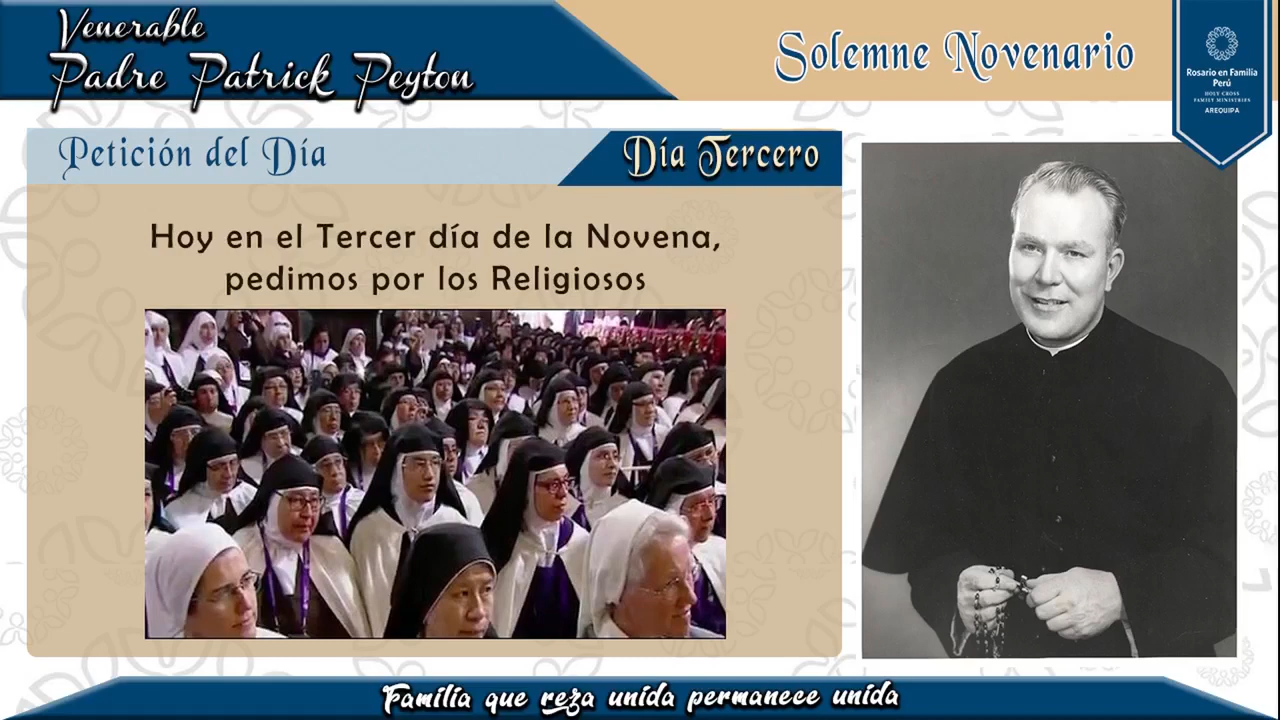 Venerable
Padre Patrick Peyton
Solemne Novenario
Rosario en Familia
Perú
HOLY CROSS
FAMILY MINISTRIES
AREQUIPA
Petición del Día
Día Tercero
Hoy en el Tercer día de la Novena,
pedimos por los Religiosos
Familia que reza unida permanece unida